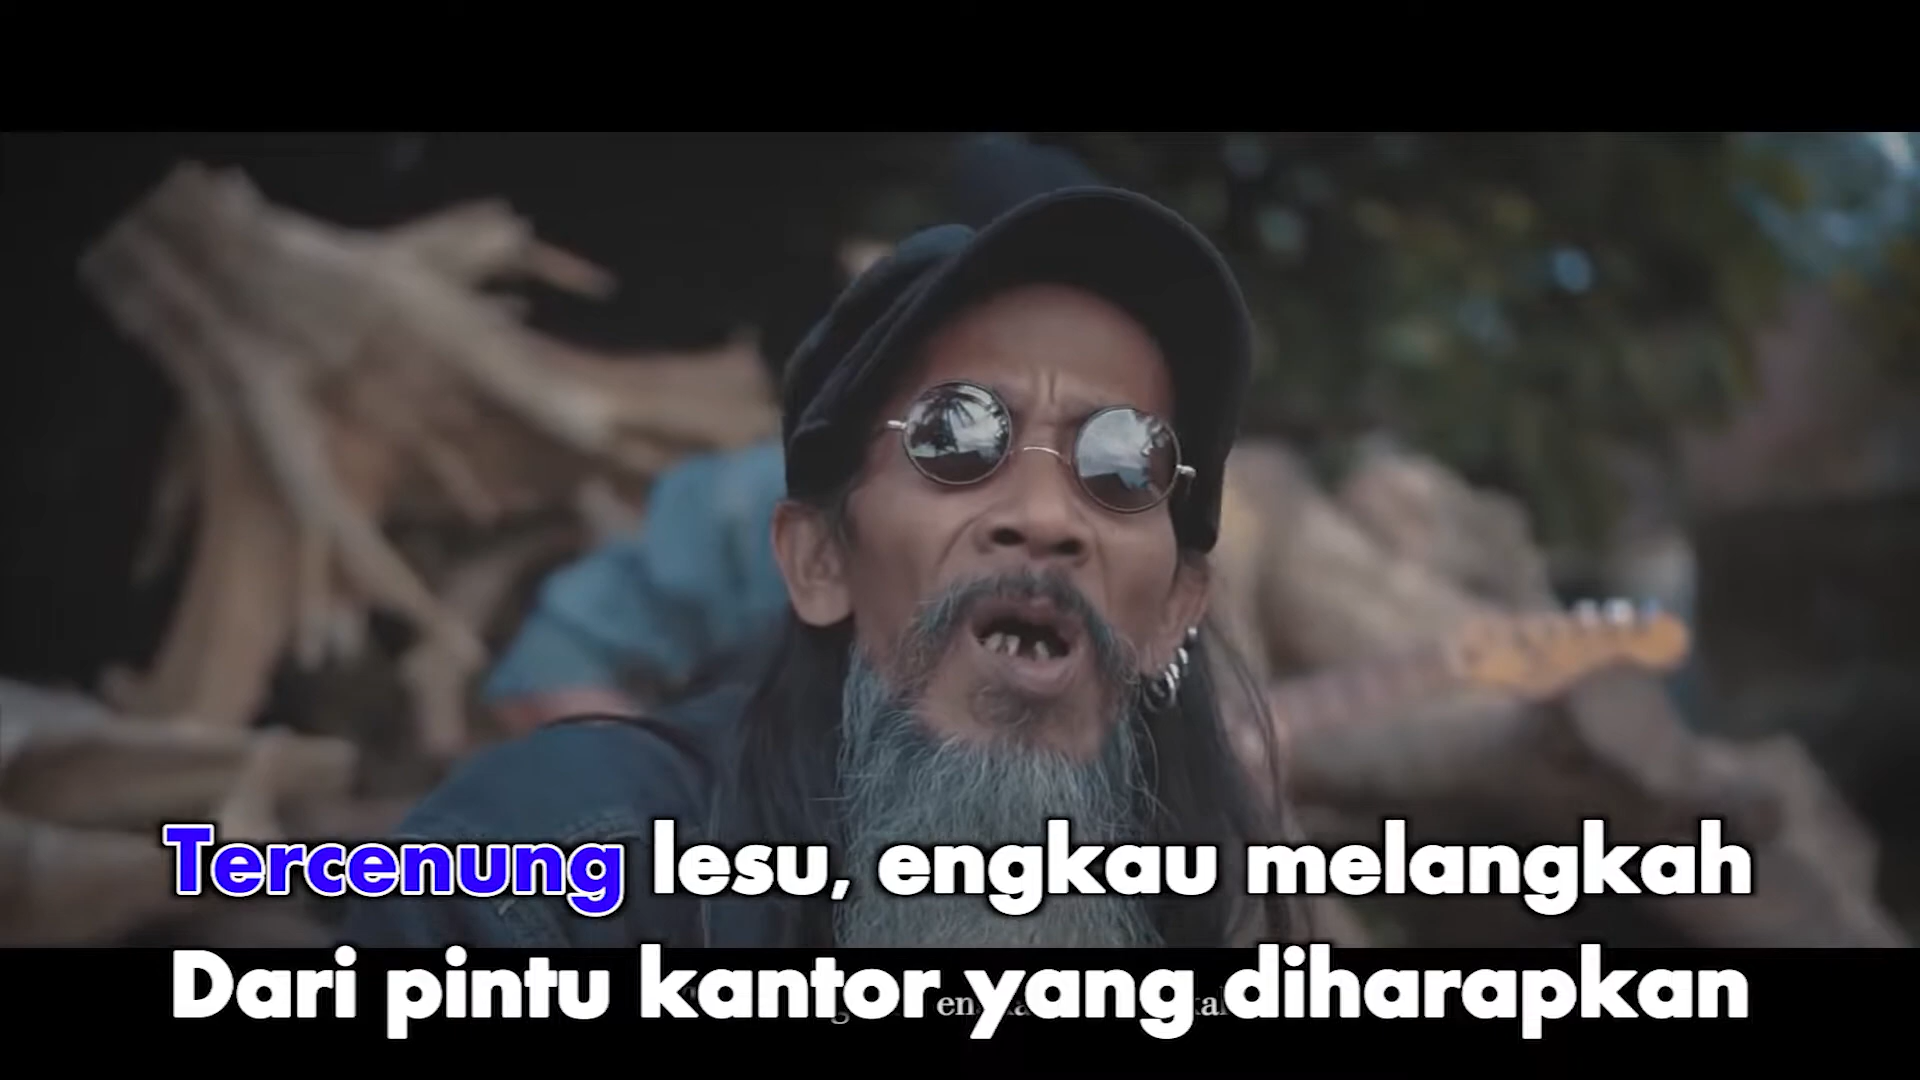 Tercenung lesu, engkau melangkah
Dari pintu kantor yang diharapkan